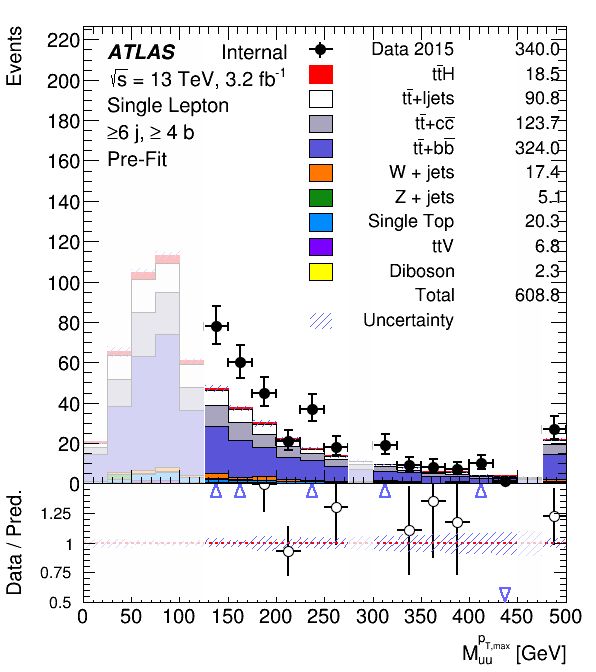 Events
ATLAS Internal
√s = 13 TeV, 3.2 fb⁻¹
Single Lepton
≥6 j, ≥ 4 b
Pre-Fit
Data 2015 340.0
tt̄H 18.5
tt̄+ljets 90.8
tt̄+cc̄ 123.7
tt̄+bb̄ 324.0
W + jets 17.4
Z + jets 5.1
Single Top 20.3
ttV 6.8
Diboson 2.3
Total 608.8
Uncertainty
220
200
180
160
140
120
100
80
60
40
20
0
Data / Pred.
1.25
1
0.75
0.5
0 50 100 150 200 250 300 350 400 450 500
M_uu^{p_{T,max}} [GeV]